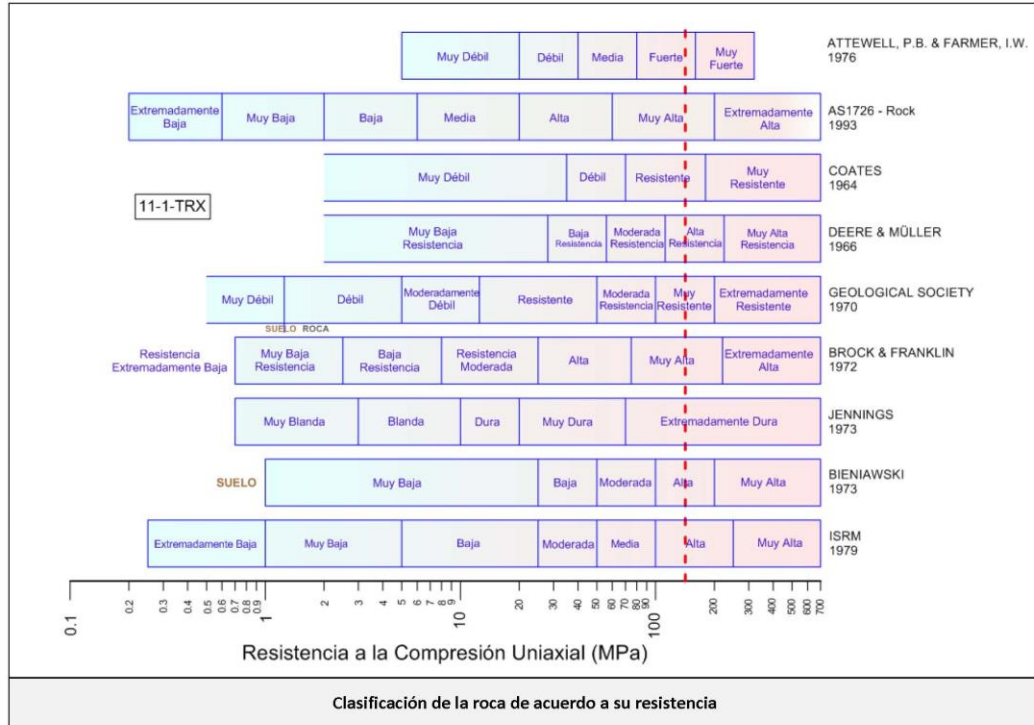 Muy Débil Débil Media Fuerte Muy
Fuerte
ATTEWELL, P.B. & FARMER, I.W.
1976
Extremadamente
Baja
Muy Baja Baja Media Alta Muy Alta Extremadamente
Alta
AS1726 - Rock
1993
Muy Débil Débil Resistente Muy
Resistente
COATES
1964
11-1-TRX
Muy Baja
Resistencia
Baja
Resistencia
Moderada
Resistencia
Alta
Resistencia
Muy Alta
Resistencia
DEERE & MÜLLER
1966
Muy Débil Débil Moderadamente
Débil
Resistente Moderada
Resistencia
Muy
Resistente
Extremadamente
Resistente
GEOLOGICAL SOCIETY
1970
SUELO ROCA
Resistencia
Extremadamente Baja
Muy Baja
Resistencia
Baja
Resistencia
Resistencia
Moderada
Alta Muy Alta Extremadamente
Alta
BROCK & FRANKLIN
1972
Muy Blanda Blanda Dura Muy Dura Extremadamente Dura
JENNINGS
1973
SUELO Muy Baja Baja Moderada Alta Muy Alta
BIENIAWSKI
1973
Extremadamente Baja Muy Baja Baja Moderada Media Alta Muy Alta
ISRM
1979
0.1 0.2 0.3 0.4 0.5 0.6 0.7 0.8 0.9 1 2 3 4 5 6 7 8 9 10 20 30 40 50 60 70 80 90 100 200 300 400 500 600 700
Resistencia a la Compresión Uniaxial (MPa)
Clasificación de la roca de acuerdo a su resistencia